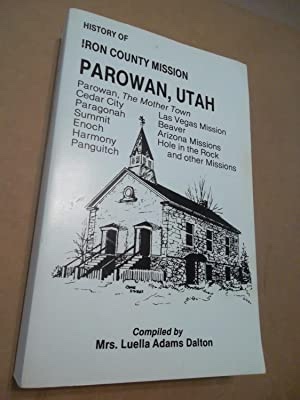 HISTORY OF
IRON COUNTY MISSION
PAROWAN, UTAH
Parowan, The Mother Town
Cedar City
Paragonah
Summit
Enoch
Harmony
Panguitch
Las Vegas Mission
Beaver
Arizona Missions
Hole in the Rock
and other Missions
Compiled by
Mrs. Luella Adams Dalton